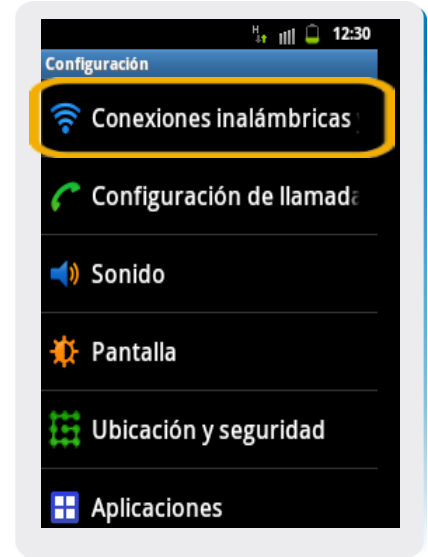 H 12:30
Configuración
Conexiones inalámbricas y
Configuración de llamada
Sonido
Pantalla
Ubicación y seguridad
Aplicaciones